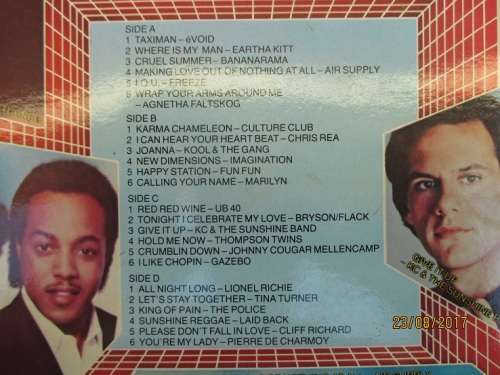 SIDE A
1 TAXIMAN – éVOID
2 WHERE IS MY MAN – EARTHA KITT
3 CRUEL SUMMER – BANANARAMA
4 MAKING LOVE OUT OF NOTHING AT ALL – AIR SUPPLY
5 I.O.U. – FREEZE
6 WRAP YOUR ARMS AROUND ME
– AGNETHA FALTSKOG
SIDE B
1 KARMA CHAMELEON – CULTURE CLUB
2 I CAN HEAR YOUR HEART BEAT – CHRIS REA
3 JOANNA – KOOL & THE GANG
4 NEW DIMENSIONS – IMAGINATION
5 HAPPY STATION – FUN FUN
6 CALLING YOUR NAME – MARILYN
SIDE C
1 RED RED WINE – UB 40
2 TONIGHT I CELEBRATE MY LOVE – BRYSON/FLACK
3 GIVE IT UP – KC & THE SUNSHINE BAND
4 HOLD ME NOW – THOMPSON TWINS
5 CRUMBLIN DOWN – JOHNNY COUGAR MELLENCAMP
6 I LIKE CHOPIN – GAZEBO
SIDE D
1 ALL NIGHT LONG – LIONEL RICHIE
2 LET'S STAY TOGETHER – TINA TURNER
3 KING OF PAIN – THE POLICE
4 SUNSHINE REGGAE – LAID BACK
5 PLEASE DON'T FALL IN LOVE – CLIFF RICHARD
6 YOU'RE MY LADY – PIERRE DE CHARMOY
GIVE IT UP
– KC & THE SUNSHINE
23/09/2017